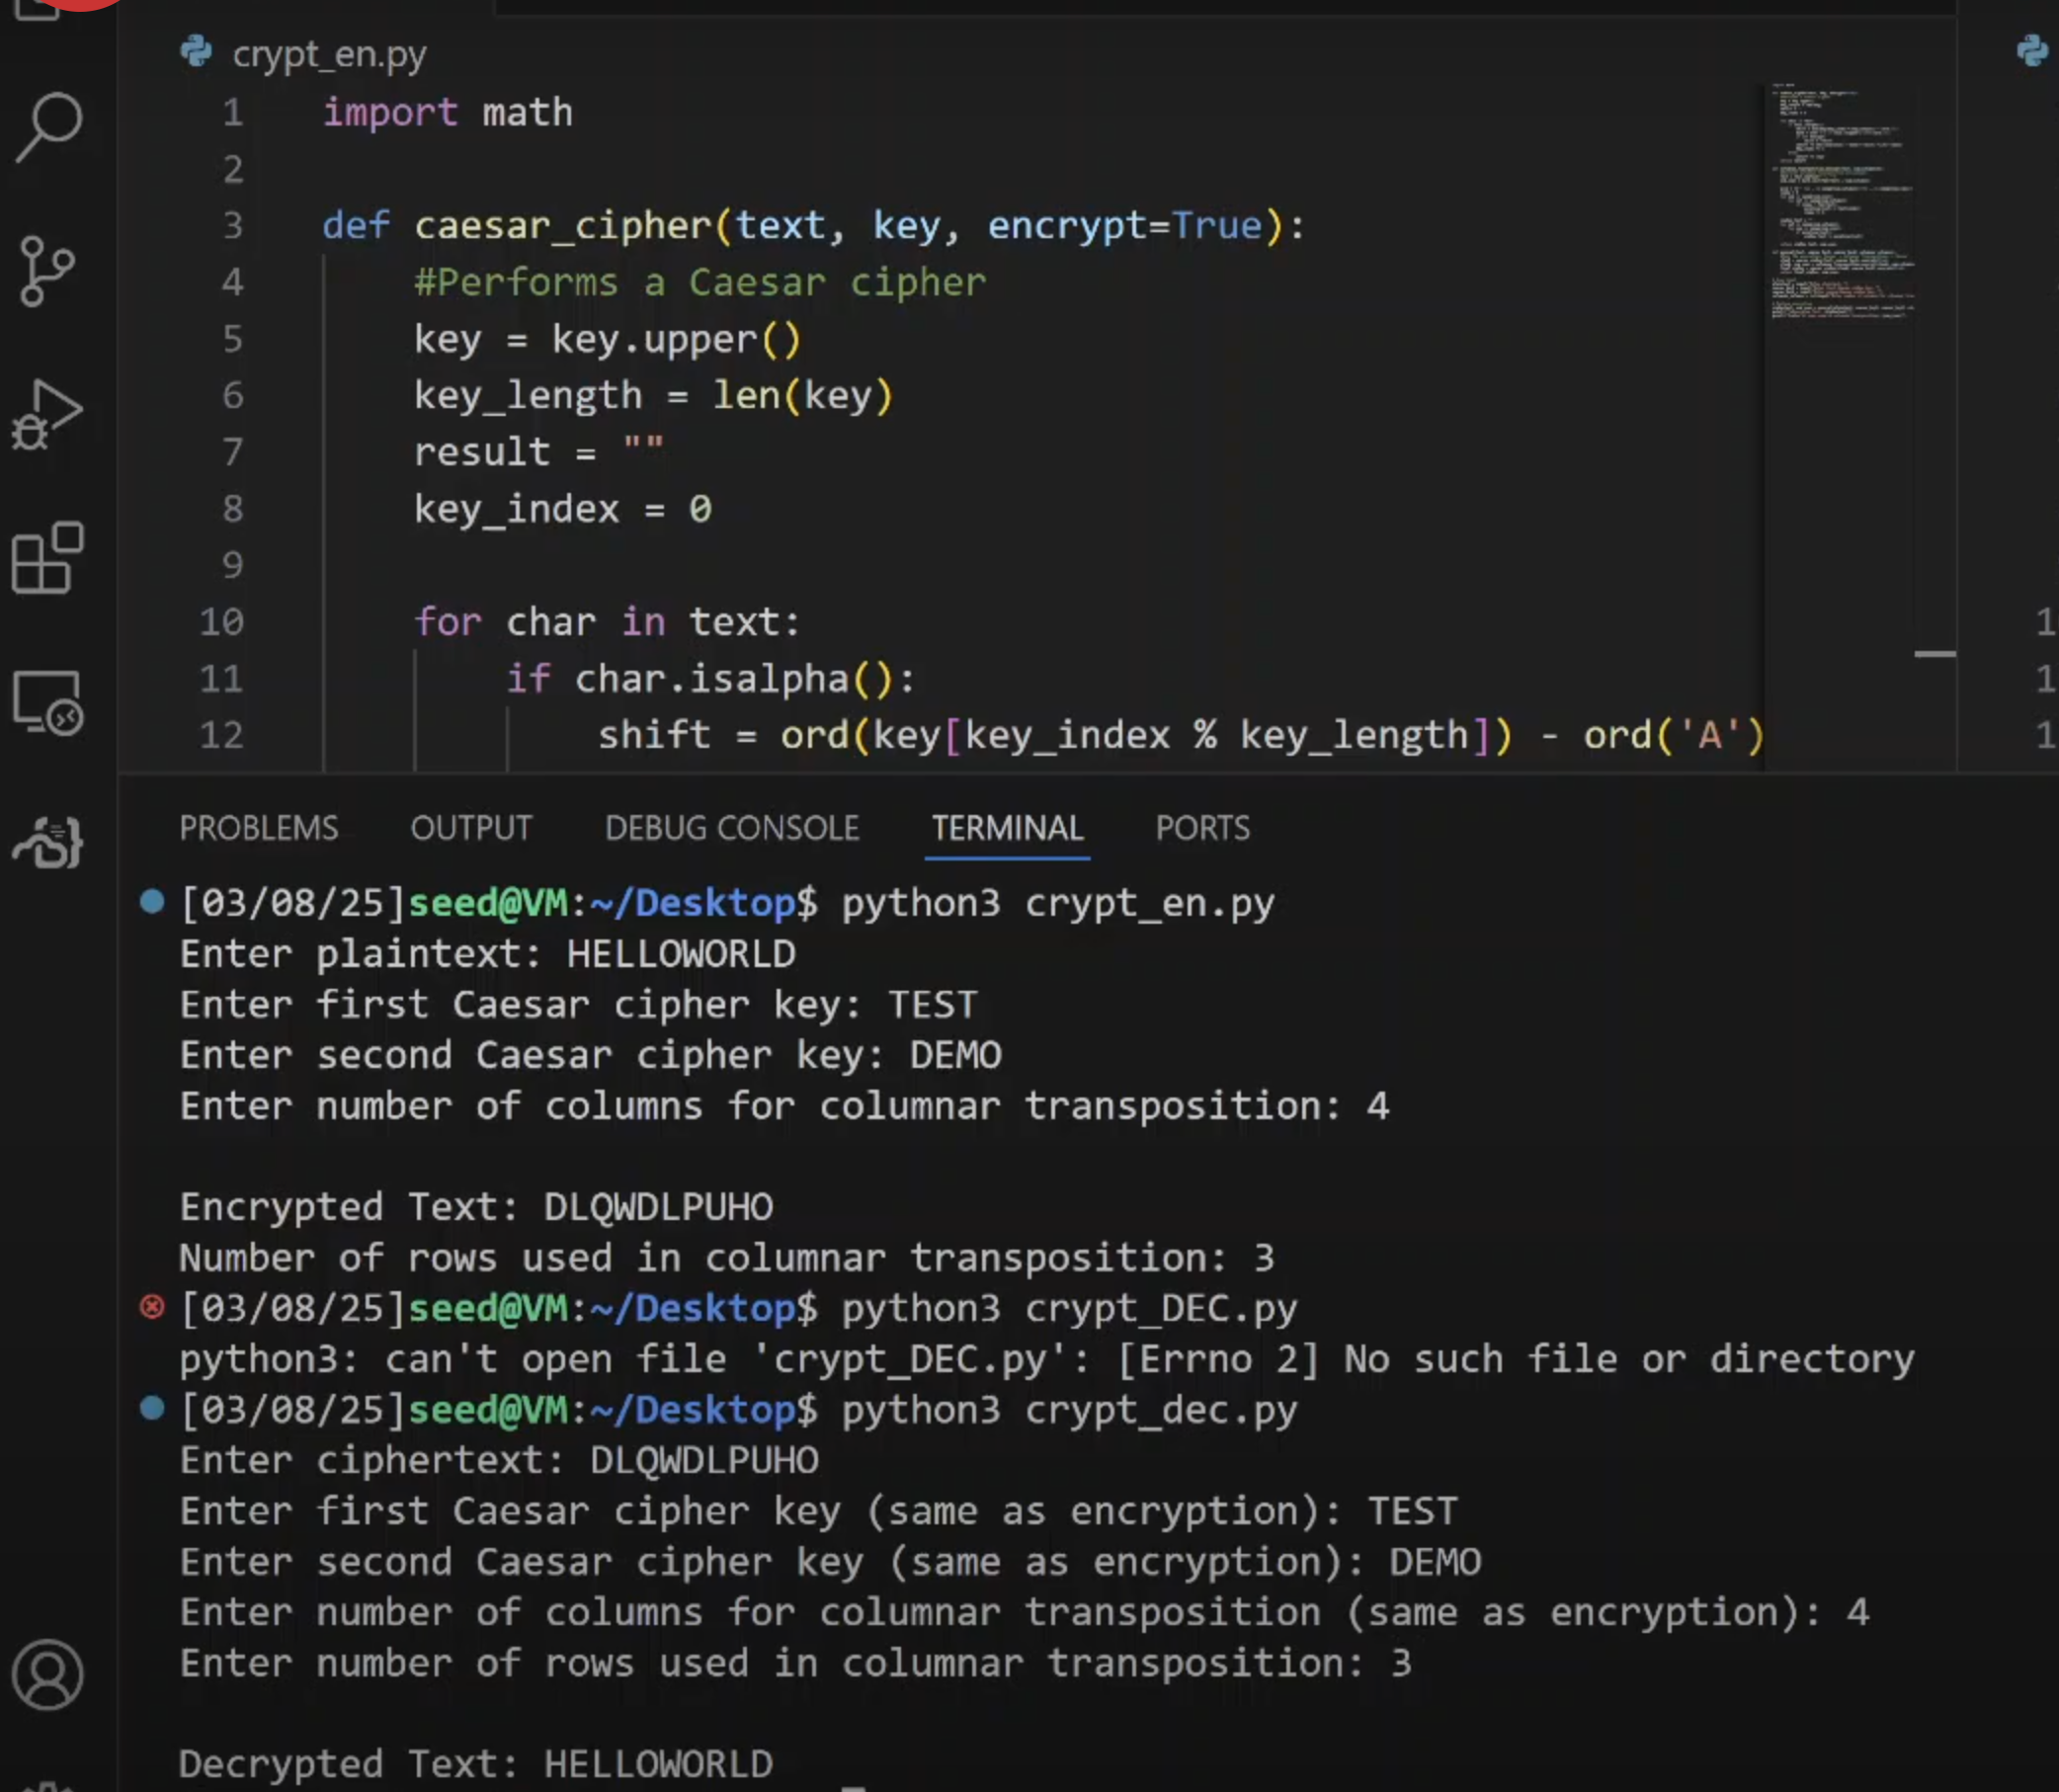 crypt_en.py
1 import math
2
3 def caesar_cipher(text, key, encrypt=True):
4 #Performs a Caesar cipher
5 key = key.upper()
6 key_length = len(key)
7 result = ""
8 key_index = 0
9
10 for char in text:
11 if char.isalpha():
12 shift = ord(key[key_index % key_length]) - ord('A')
1
1
1
PROBLEMS OUTPUT DEBUG CONSOLE TERMINAL PORTS
[03/08/25]seed@VM:~/Desktop$ python3 crypt_en.py
Enter plaintext: HELLOWORLD
Enter first Caesar cipher key: TEST
Enter second Caesar cipher key: DEMO
Enter number of columns for columnar transposition: 4
Encrypted Text: DLQWDLPUHO
Number of rows used in columnar transposition: 3
[03/08/25]seed@VM:~/Desktop$ python3 crypt_DEC.py
python3: can't open file 'crypt_DEC.py': [Errno 2] No such file or directory
[03/08/25]seed@VM:~/Desktop$ python3 crypt_dec.py
Enter ciphertext: DLQWDLPUHO
Enter first Caesar cipher key (same as encryption): TEST
Enter second Caesar cipher key (same as encryption): DEMO
Enter number of columns for columnar transposition (same as encryption): 4
Enter number of rows used in columnar transposition: 3
Decrypted Text: HELLOWORLD